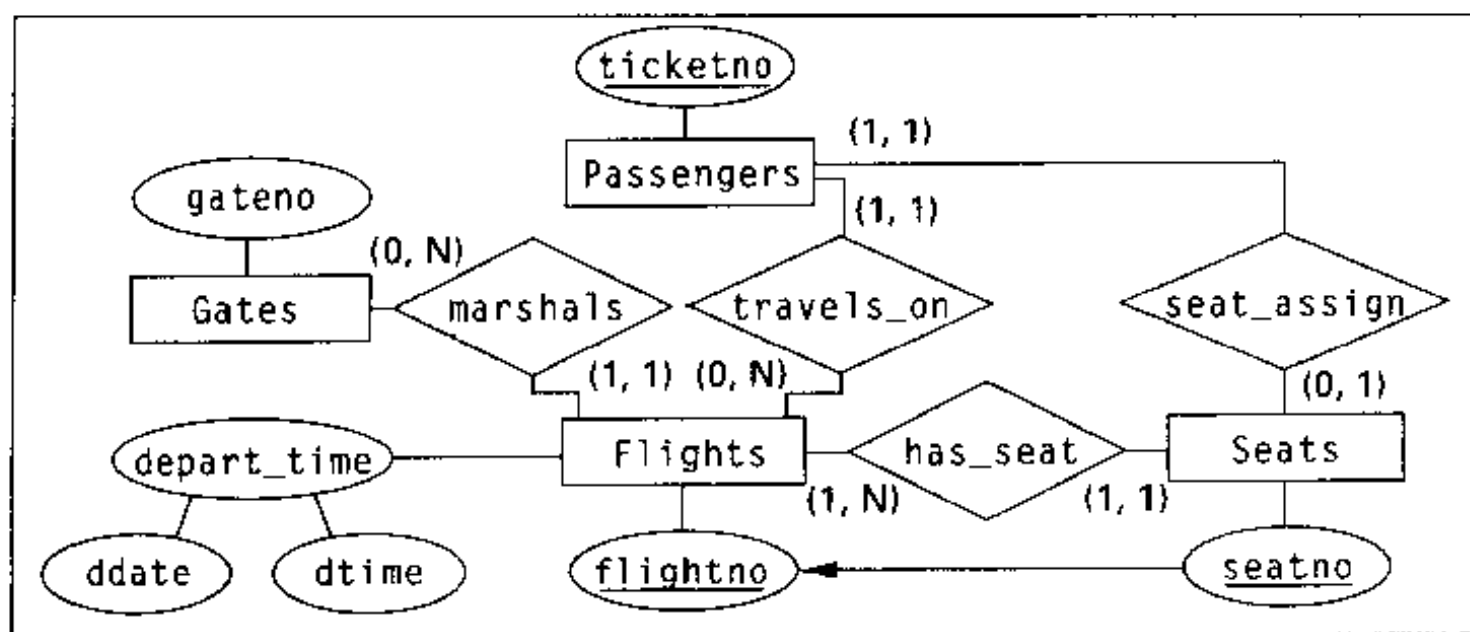 ticketno
(1, 1)
Passengers
gateno
(1, 1)
(0, N)
Gates
marshals
travels_on
seat_assign
(1, 1)
(0, N)
(0, 1)
depart_time
Flights
has_seat
Seats
(1, N)
(1, 1)
ddate
dtime
flightno
seatno